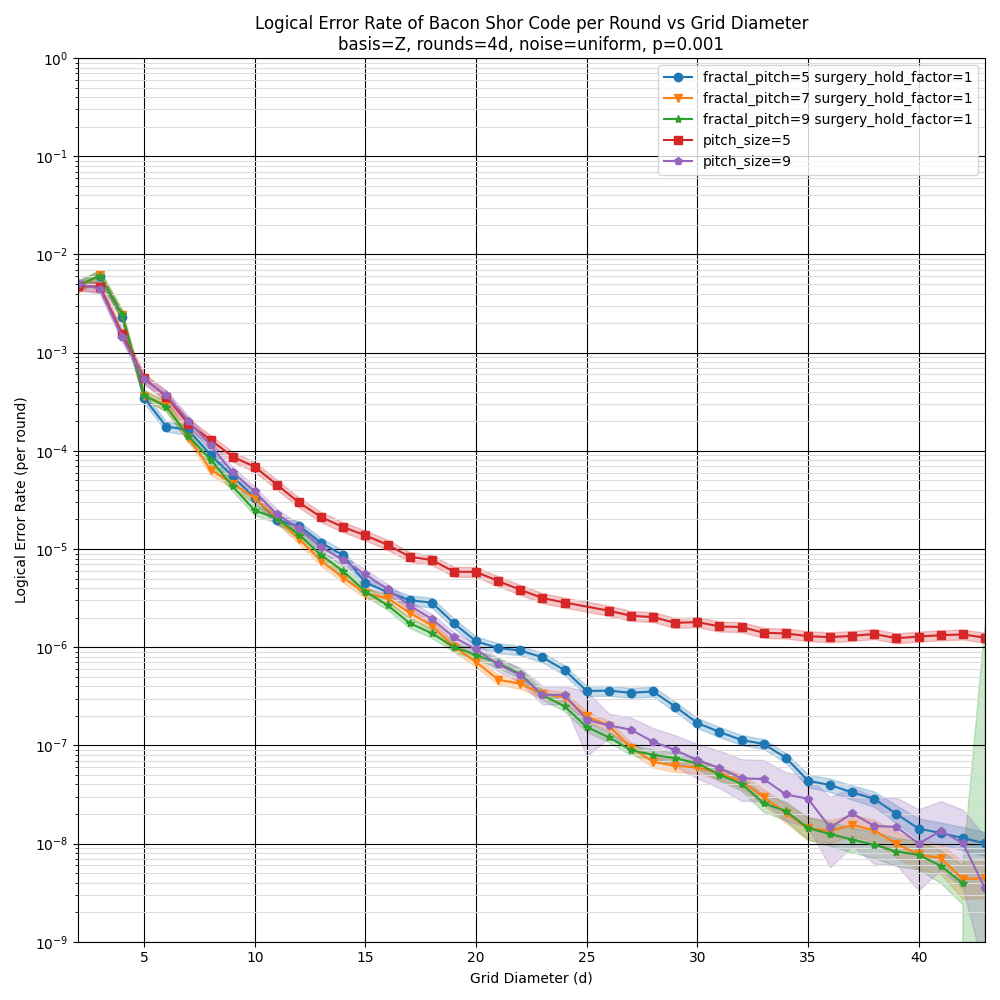 Logical Error Rate of Bacon Shor Code per Round vs Grid Diameter
basis=Z, rounds=4d, noise=uniform, p=0.001
fractal_pitch=5 surgery_hold_factor=1
fractal_pitch=7 surgery_hold_factor=1
fractal_pitch=9 surgery_hold_factor=1
pitch_size=5
pitch_size=9
Logical Error Rate (per round)
10⁰
10⁻¹
10⁻²
10⁻³
10⁻⁴
10⁻⁵
10⁻⁶
10⁻⁷
10⁻⁸
10⁻⁹
5 10 15 20 25 30 35 40
Grid Diameter (d)